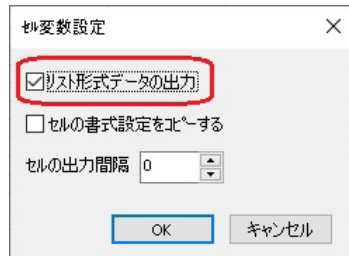 ｾﾙ変数設定
リスト形式データの出力
セルの書式設定をｺﾋﾟｰする
セルの出力間隔 0
OK キャンセル